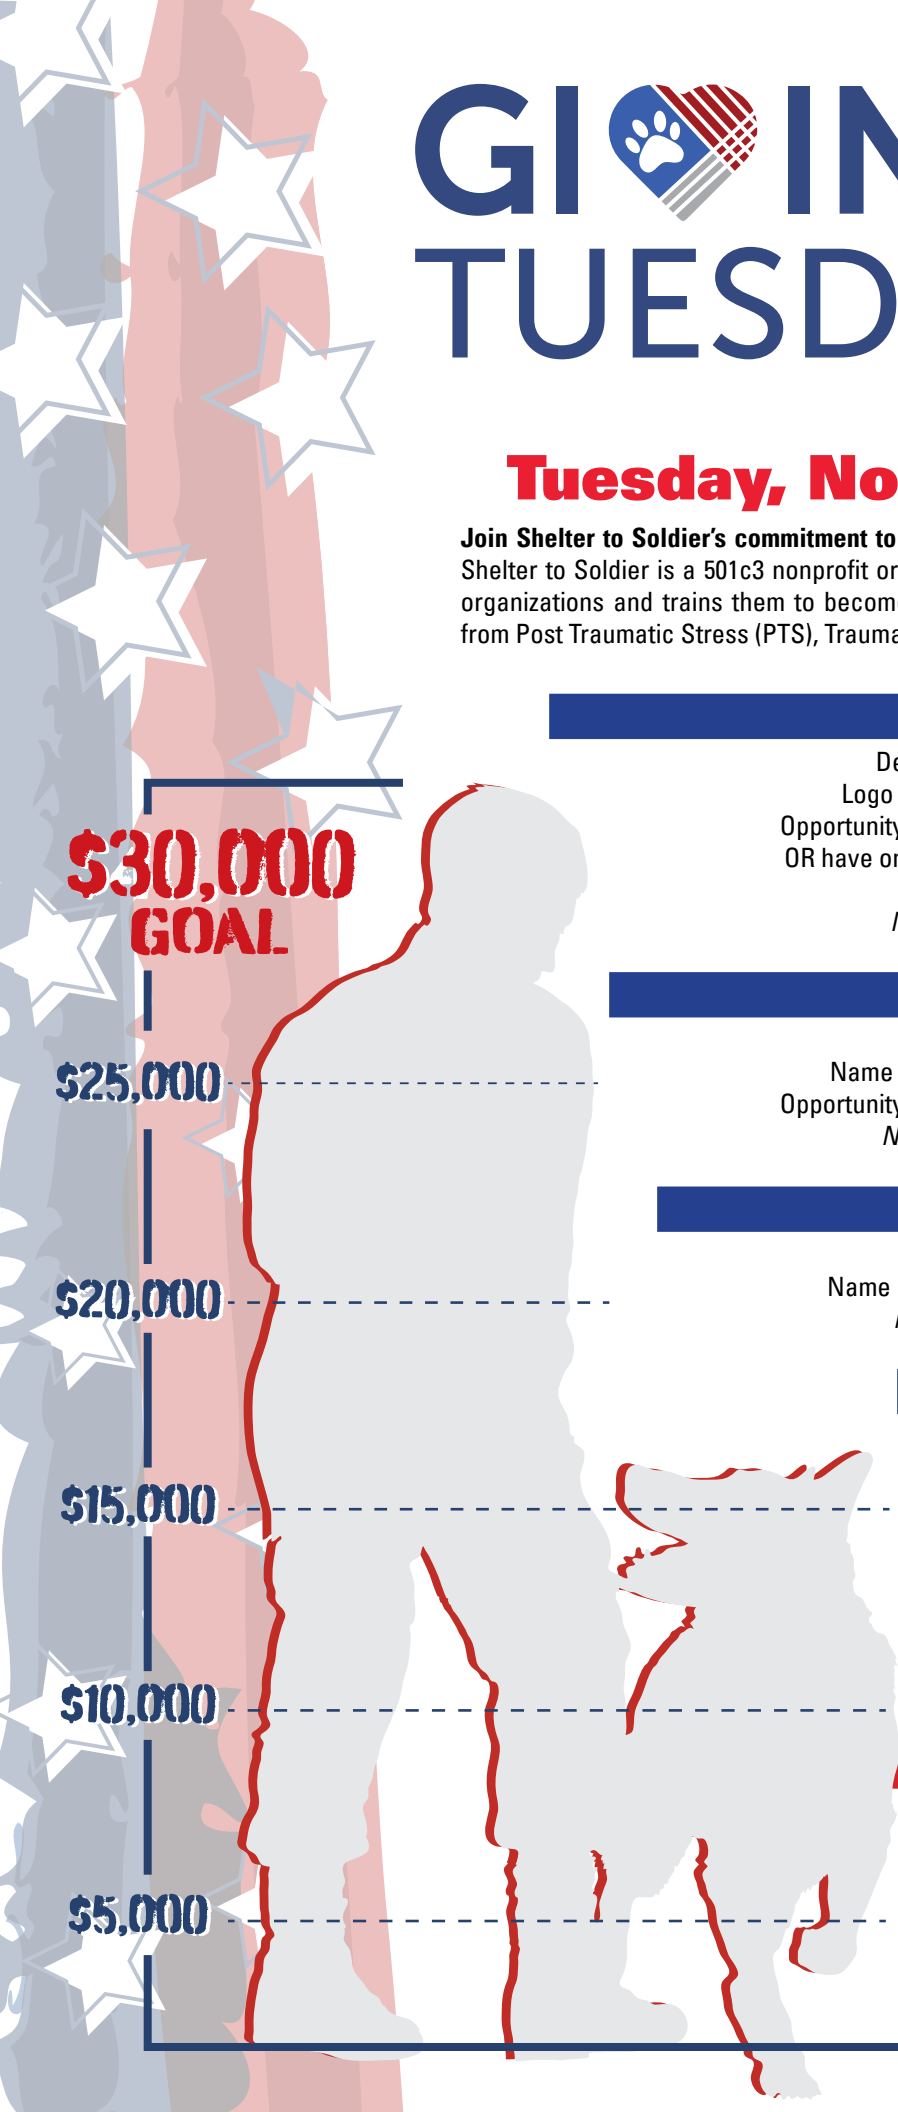 GI IN
TUESD
Tuesday, No
Join Shelter to Soldier’s commitment to
Shelter to Soldier is a 501c3 nonprofit or
organizations and trains them to becom
from Post Traumatic Stress (PTS), Trauma
De
Logo
Opportunity
OR have or
$30,000
GOAL
$25,000
Name
Opportunity
N
$20,000
Name
$15,000
$10,000
$5,000